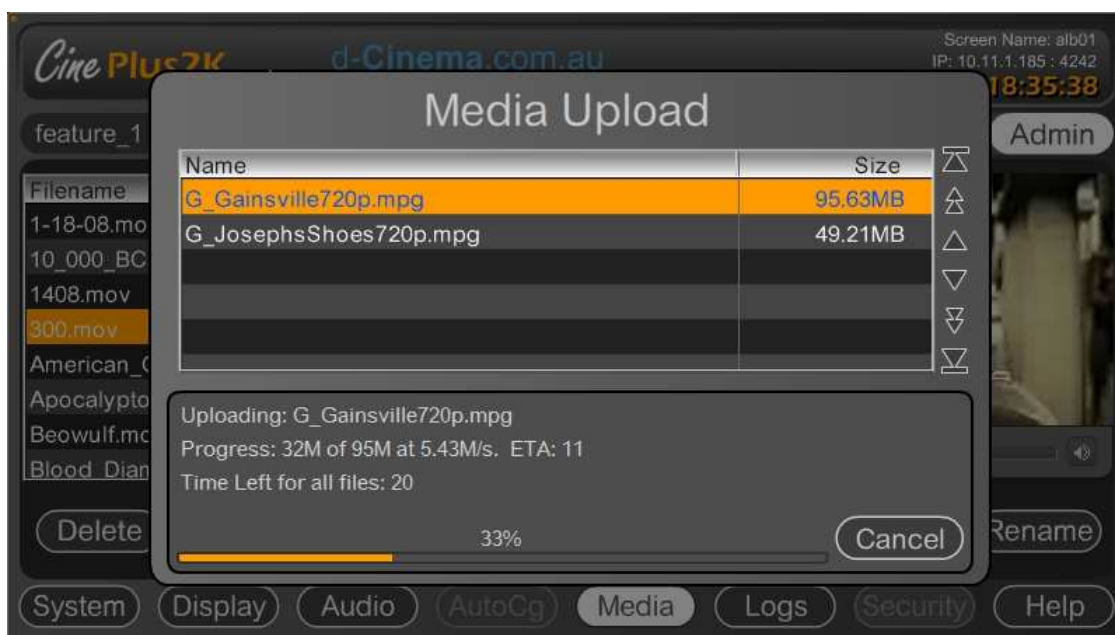 Cine Plus2K
d-Cinema.com.au
Screen Name: alb01
IP: 10.11.1.185 : 4242
18:35:38
feature_1
Admin
Media Upload
Name Size
G_Gainsville720p.mpg 95.63MB
G_JosephsShoes720p.mpg 49.21MB
Filename
1-18-08.mo
10_000_BC
1408.mov
300.mov
American_
Apocalypto
Beowulf.mo
Blood_Dia
Uploading: G_Gainsville720p.mpg
Progress: 32M of 95M at 5.43M/s. ETA: 11
Time Left for all files: 20
33%
Cancel
Delete
Rename
System Display Audio AutoCg Media Logs Security Help